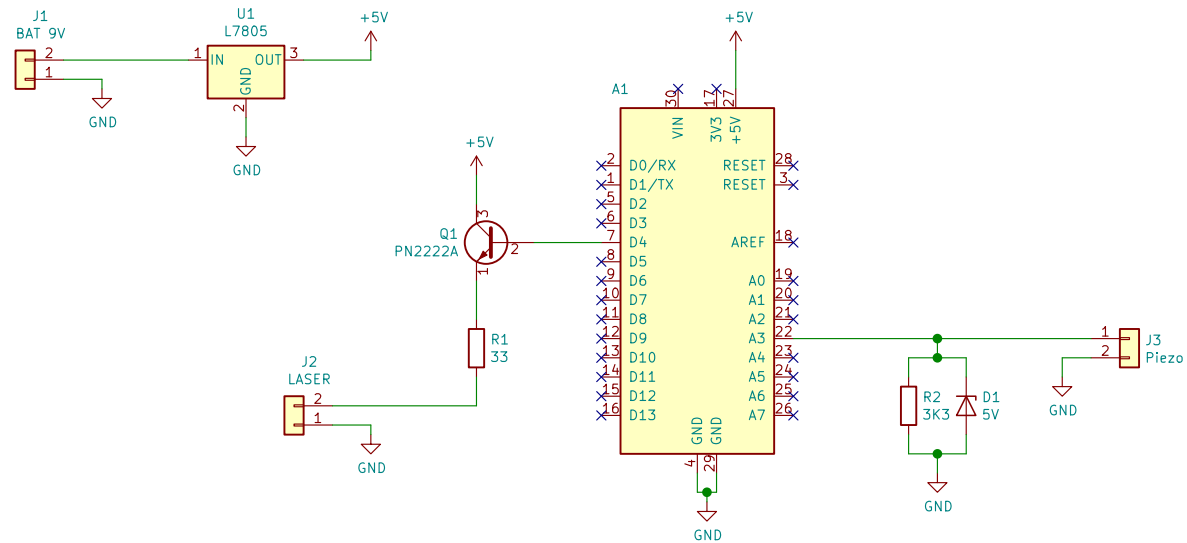 J1
BAT 9V
2
1
GND
U1
L7805
1 IN OUT 3
GND
2
GND
+5V
+5V
Q1
PN2222A
3
2
1
R1
33
J2
LASER
2
1
GND
+5V
A1
30 17 27
VIN 3V3 +5V
2 D0/RX RESET 28
1 D1/TX RESET 3
5 D2
6 D3
7 D4 AREF 18
8 D5
9 D6 A0 19
10 D7 A1 20
11 D8 A2 21
12 D9 A3 22
13 D10 A4 23
14 D11 A5 24
15 D12 A6 25
16 D13 A7 26
GND GND
4 29
GND
R2
3K3
D1
5V
GND
1
2
J3
Piezo
GND